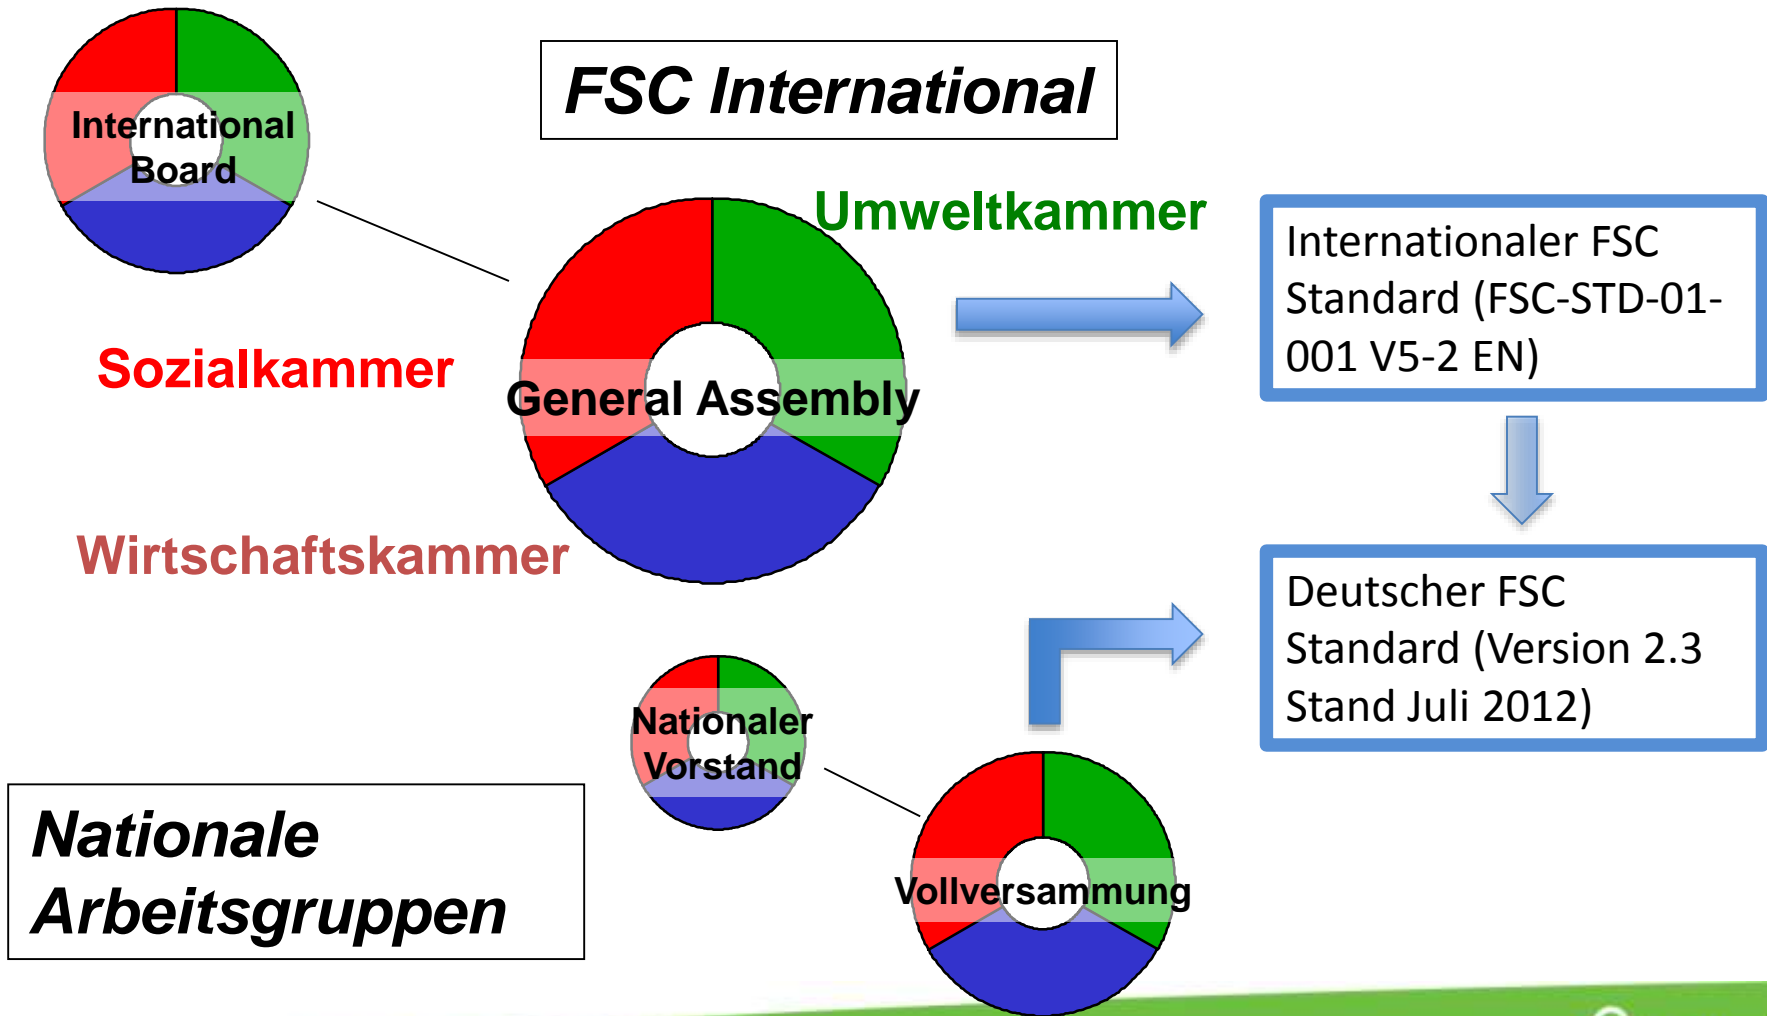 FSC International
International
Board
Umweltkammer
Internationaler FSC
Standard (FSC-STD-01-
001 V5-2 EN)
Sozialkammer
General Assembly
Wirtschaftskammer
Deutscher FSC
Standard (Version 2.3
Stand Juli 2012)
Nationaler
Vorstand
Nationale
Arbeitsgruppen
Vollversammung